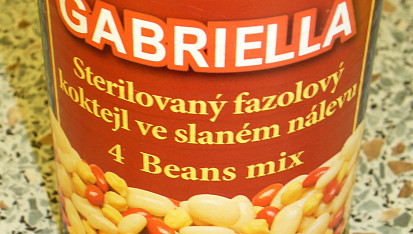 GABRIELLA
Sterilovaný fazolový
koktejl ve slaném nálevu
4 Beans mix